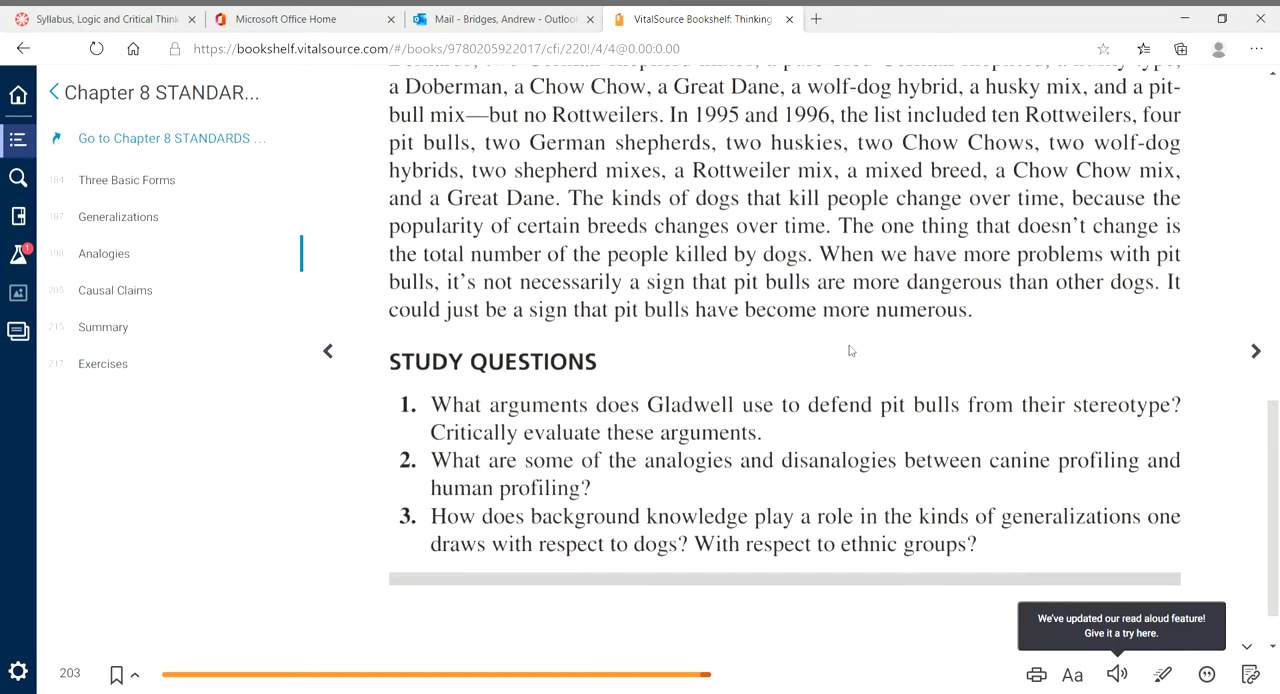 Syllabus, Logic and Critical Think
Microsoft Office Home
Mail - Bridges, Andrew - Outloo
VitalSource Bookshelf: Thinking
https://bookshelf.vitalsource.com/#/books/9780205922017/cfi/220!/4/4@0.00:0.00
Chapter 8 STANDAR...
Go to Chapter 8 STANDARDS ...
184 Three Basic Forms
187 Generalizations
198 Analogies
205 Causal Claims
215 Summary
217 Exercises
1
a Doberman, a Chow Chow, a Great Dane, a wolf-dog hybrid, a husky mix, and a pit-
bull mix—but no Rottweilers. In 1995 and 1996, the list included ten Rottweilers, four
pit bulls, two German shepherds, two huskies, two Chow Chows, two wolf-dog
hybrids, two shepherd mixes, a Rottweiler mix, a mixed breed, a Chow Chow mix,
and a Great Dane. The kinds of dogs that kill people change over time, because the
popularity of certain breeds changes over time. The one thing that doesn't change is
the total number of the people killed by dogs. When we have more problems with pit
bulls, it's not necessarily a sign that pit bulls are more dangerous than other dogs. It
could just be a sign that pit bulls have become more numerous.
STUDY QUESTIONS
1. What arguments does Gladwell use to defend pit bulls from their stereotype?
Critically evaluate these arguments.
2. What are some of the analogies and disanalogies between canine profiling and
human profiling?
3. How does background knowledge play a role in the kinds of generalizations one
draws with respect to dogs? With respect to ethnic groups?
We've updated our read aloud feature!
Give it a try here.
203
Aa